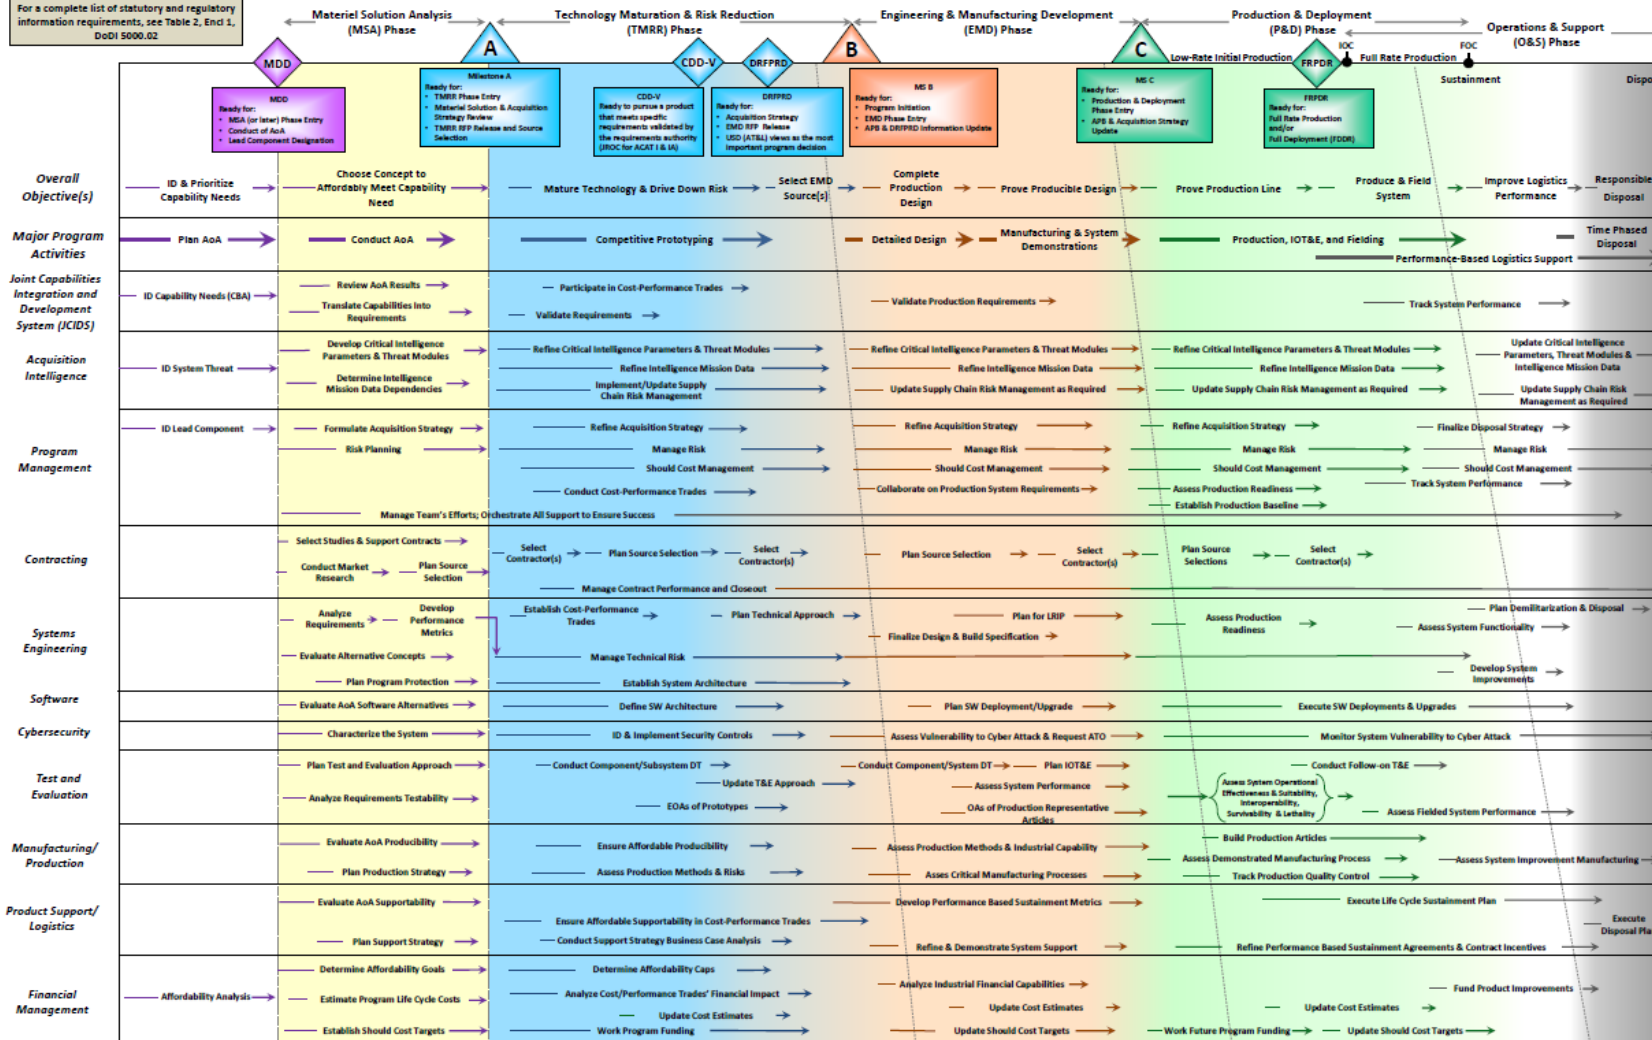 For a complete list of statutory and regulatory
information requirements, see Table 2, Encl 1,
DoDI 5000.02
Materiel Solution Analysis
(MSA) Phase
Technology Maturation & Risk Reduction
(TMRR) Phase
Engineering & Manufacturing Development
(EMD) Phase
Production & Deployment
(P&D) Phase
Operations & Support
(O&S) Phase
MDD
A
CDD-V
DRFPRD
B
C
Low-Rate Initial Production
FRPDR
IOC
Full Rate Production
FOC
Sustainment
Dispo
MDD
Ready for:
• MSA (or later) Phase Entry
• Conduct of AoA
• Lead Component Designation
Milestone A
Ready for:
• TMRR Phase Entry
• Materiel Solution & Acquisition
Strategy Review
• TMRR RFP Release and Source
Selection
CDD-V
Ready to pursue a product
that meets specific
requirements validated by
the requirements authority
(JROC for ACAT I & IA)
DRFPRD
Ready for:
• Acquisition Strategy
• EMD RFP Release
• USD (AT&L) views as the most
important program decision
MS B
Ready for:
• Program Initiation
• EMD Phase Entry
• APB & DRFPRD Information Update
MS C
Ready for:
• Production & Deployment
Phase Entry
• APB & Acquisition Strategy
Update
FRPDR
Ready for:
Full Rate Production
and/or
Full Deployment (FDDR)
Overall
Objective(s)
ID & Prioritize
Capability Needs
Choose Concept to
Affordably Meet Capability
Need
Mature Technology & Drive Down Risk
Select EMD
Source(s)
Complete
Production
Design
Prove Producible Design
Prove Production Line
Produce & Field
System
Improve Logistics
Performance
Responsible
Disposal
Major Program
Activities
Plan AoA
Conduct AoA
Competitive Prototyping
Detailed Design
Manufacturing & System
Demonstrations
Production, IOT&E, and Fielding
Performance-Based Logistics Support
Time Phased
Disposal
Joint Capabilities
Integration and
Development
System (JCIDS)
ID Capability Needs (CBA)
Review AoA Results
Translate Capabilities Into
Requirements
Participate in Cost-Performance Trades
Validate Requirements
Validate Production Requirements
Track System Performance
Acquisition
Intelligence
ID System Threat
Develop Critical Intelligence
Parameters & Threat Modules
Determine Intelligence
Mission Data Dependencies
Refine Critical Intelligence Parameters & Threat Modules
Refine Intelligence Mission Data
Implement/Update Supply
Chain Risk Management
Refine Critical Intelligence Parameters & Threat Modules
Refine Intelligence Mission Data
Update Supply Chain Risk Management as Required
Refine Critical Intelligence Parameters & Threat Modules
Refine Intelligence Mission Data
Update Supply Chain Risk Management as Required
Update Critical Intelligence
Parameters, Threat Modules &
Intelligence Mission Data
Update Supply Chain Risk
Management as Required
Program
Management
ID Lead Component
Formulate Acquisition Strategy
Risk Planning
Refine Acquisition Strategy
Manage Risk
Should Cost Management
Conduct Cost-Performance Trades
Manage Team's Efforts; Orchestrate All Support to Ensure Success
Refine Acquisition Strategy
Manage Risk
Should Cost Management
Collaborate on Production System Requirements
Refine Acquisition Strategy
Manage Risk
Should Cost Management
Assess Production Readiness
Establish Production Baseline
Finalize Disposal Strategy
Manage Risk
Should Cost Management
Track System Performance
Contracting
Select Studies & Support Contracts
Conduct Market
Research
Plan Source
Selection
Select
Contractor(s)
Plan Source Selection
Select
Contractor(s)
Manage Contract Performance and Closeout
Plan Source Selection
Select
Contractor(s)
Plan Source
Selections
Select
Contractor(s)
Systems
Engineering
Analyze
Requirements
Develop
Performance
Metrics
Evaluate Alternative Concepts
Plan Program Protection
Establish Cost-Performance
Trades
Plan Technical Approach
Manage Technical Risk
Establish System Architecture
Plan for LRIP
Finalize Design & Build Specification
Assess Production
Readiness
Plan Demilitarization & Disposal
Assess System Functionality
Develop System
Improvements
Software
Evaluate AoA Software Alternatives
Define SW Architecture
Plan SW Deployment/Upgrade
Execute SW Deployments & Upgrades
Cybersecurity
Characterize the System
ID & Implement Security Controls
Assess Vulnerability to Cyber Attack & Request ATO
Monitor System Vulnerability to Cyber Attack
Test and
Evaluation
Plan Test and Evaluation Approach
Analyze Requirements Testability
Conduct Component/Subsystem DT
Update T&E Approach
EOAs of Prototypes
Conduct Component/System DT
Plan IOT&E
Assess System Performance
OAs of Production Representative
Articles
Assess System Operational
Effectiveness & Suitability,
Interoperability,
Survivability & Lethality
Conduct Follow-on T&E
Assess Fielded System Performance
Manufacturing/
Production
Evaluate AoA Producibility
Plan Production Strategy
Ensure Affordable Producibility
Assess Production Methods & Risks
Assess Production Methods & Industrial Capability
Asses Critical Manufacturing Processes
Build Production Articles
Assess Demonstrated Manufacturing Process
Track Production Quality Control
Assess System Improvement Manufacturing
Product Support/
Logistics
Evaluate AoA Supportability
Plan Support Strategy
Ensure Affordable Supportability in Cost-Performance Trades
Conduct Support Strategy Business Case Analysis
Develop Performance Based Sustainment Metrics
Refine & Demonstrate System Support
Execute Life Cycle Sustainment Plan
Refine Performance Based Sustainment Agreements & Contract Incentives
Execute
Disposal Plan
Financial
Management
Affordability Analysis
Determine Affordability Goals
Estimate Program Life Cycle Costs
Establish Should Cost Targets
Determine Affordability Caps
Analyze Cost/Performance Trades' Financial Impact
Update Cost Estimates
Work Program Funding
Analyze Industrial Financial Capabilities
Update Cost Estimates
Update Should Cost Targets
Fund Product Improvements
Update Cost Estimates
Work Future Program Funding
Update Should Cost Targets